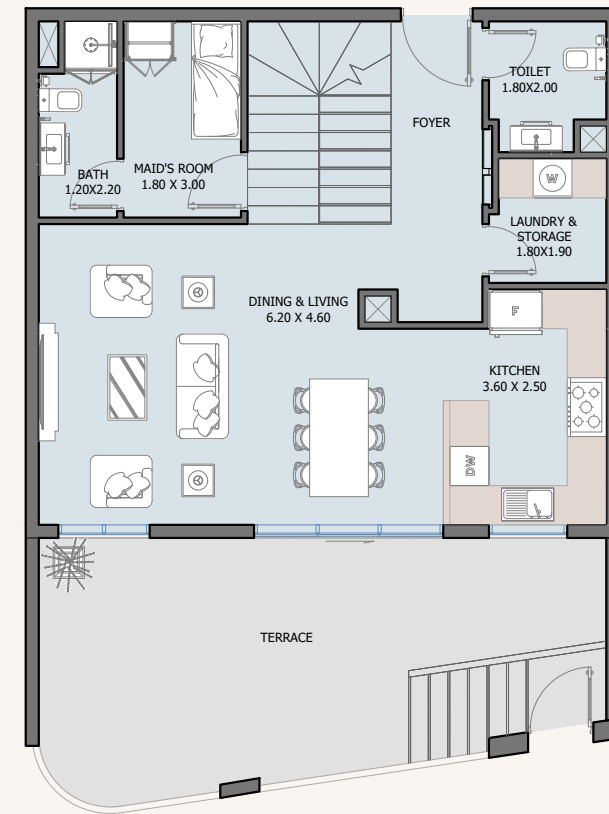 TOILET
1.80X2.00
FOYER
BATH
1.20X2.20
MAID'S ROOM
1.80 X 3.00
W
LAUNDRY &
STORAGE
1.80X1.90
DINING & LIVING
6.20 X 4.60
F
KITCHEN
3.60 X 2.50
DW
TERRACE